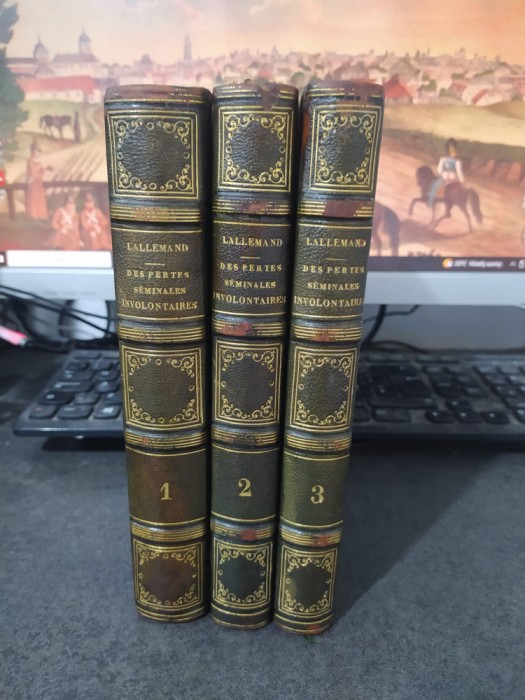 LALLEMAND
DES PERTES
SÉMINALES
INVOLONTAIRES
1
LALLEMAND
DES PERTES
SÉMINALES
INVOLONTAIRES
2
LALLEMAND
DES PERTES
SÉMINALES
INVOLONTAIRES
3